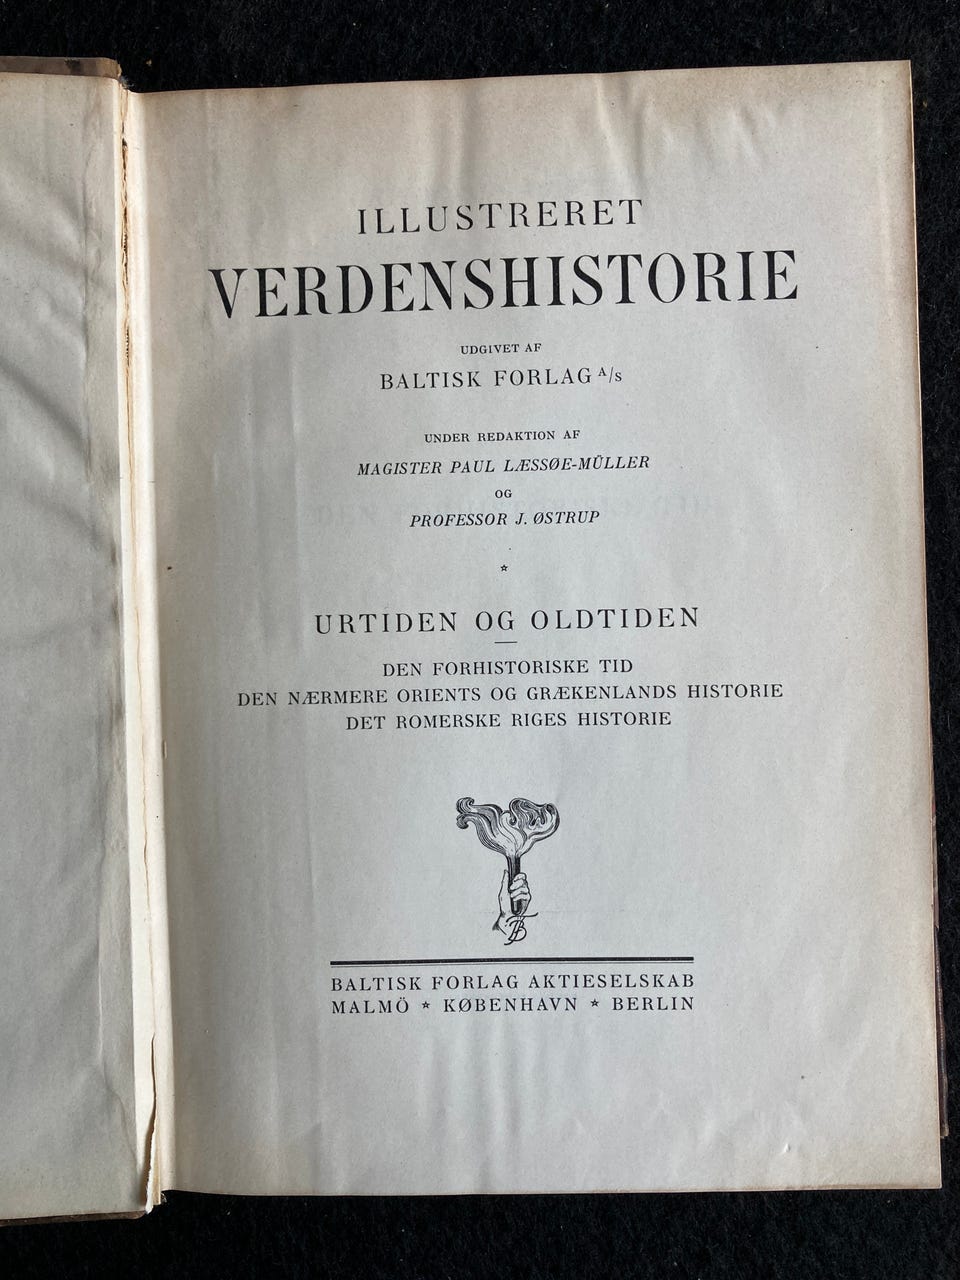 ILLUSTRERET
VERDENSHISTORIE
UDGIVET AF
BALTISK FORLAG A/s
UNDER REDAKTION AF
MAGISTER PAUL LÆSSØE-MÜLLER
OG
PROFESSOR J. ØSTRUP
☆
URTIDEN OG OLDTIDEN
DEN FORHISTORISKE TID
DEN NÆRMERE ORIENTS OG GRÆKENLANDS HISTORIE
DET ROMERSKE RIGES HISTORIE
BALTISK FORLAG AKTIESELSKAB
MALMÖ ☆ KØBENHAVN ☆ BERLIN